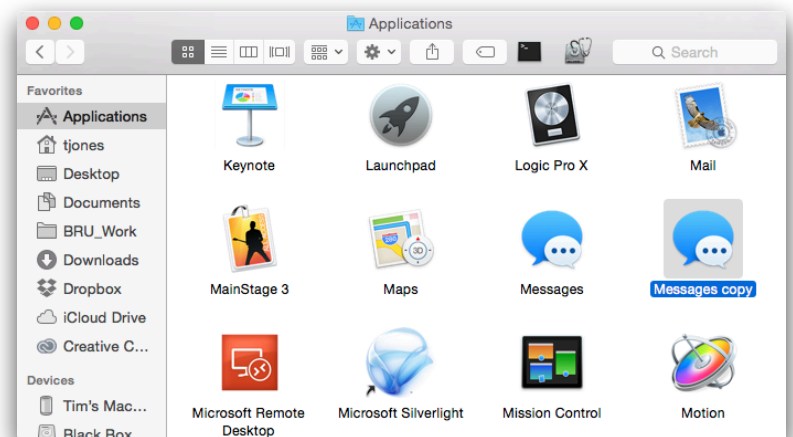 Applications
Search
Favorites
Applications
tjones
Desktop
Documents
BRU_Work
Downloads
Dropbox
iCloud Drive
Creative C...
Devices
Tim's Mac...
Black Box
Keynote
Launchpad
Logic Pro X
Mail
MainStage 3
Maps
3D
Messages
Messages copy
Microsoft Remote
Desktop
Microsoft Silverlight
Mission Control
Motion